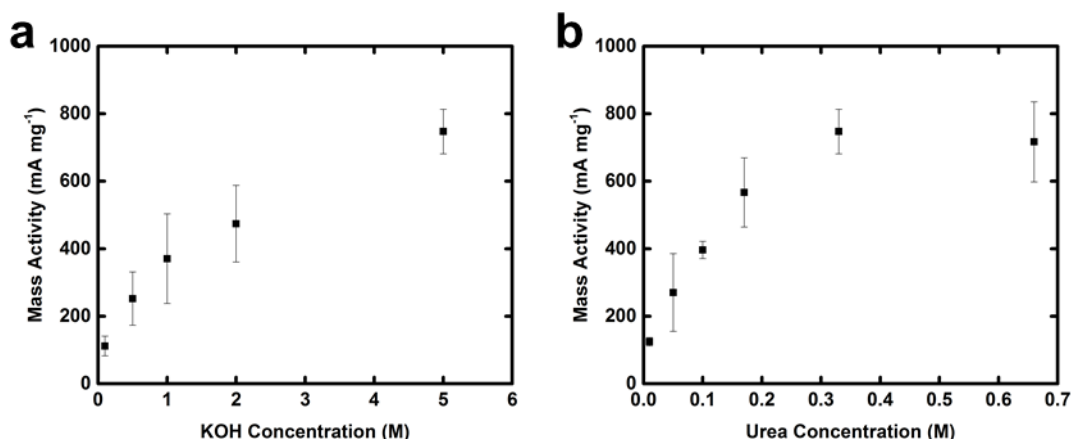 a
1000
800
600
400
200
0
Mass Activity (mA mg⁻¹)
0 1 2 3 4 5 6
KOH Concentration (M)
b
1000
800
600
400
200
0
Mass Activity (mA mg⁻¹)
0.0 0.1 0.2 0.3 0.4 0.5 0.6 0.7
Urea Concentration (M)